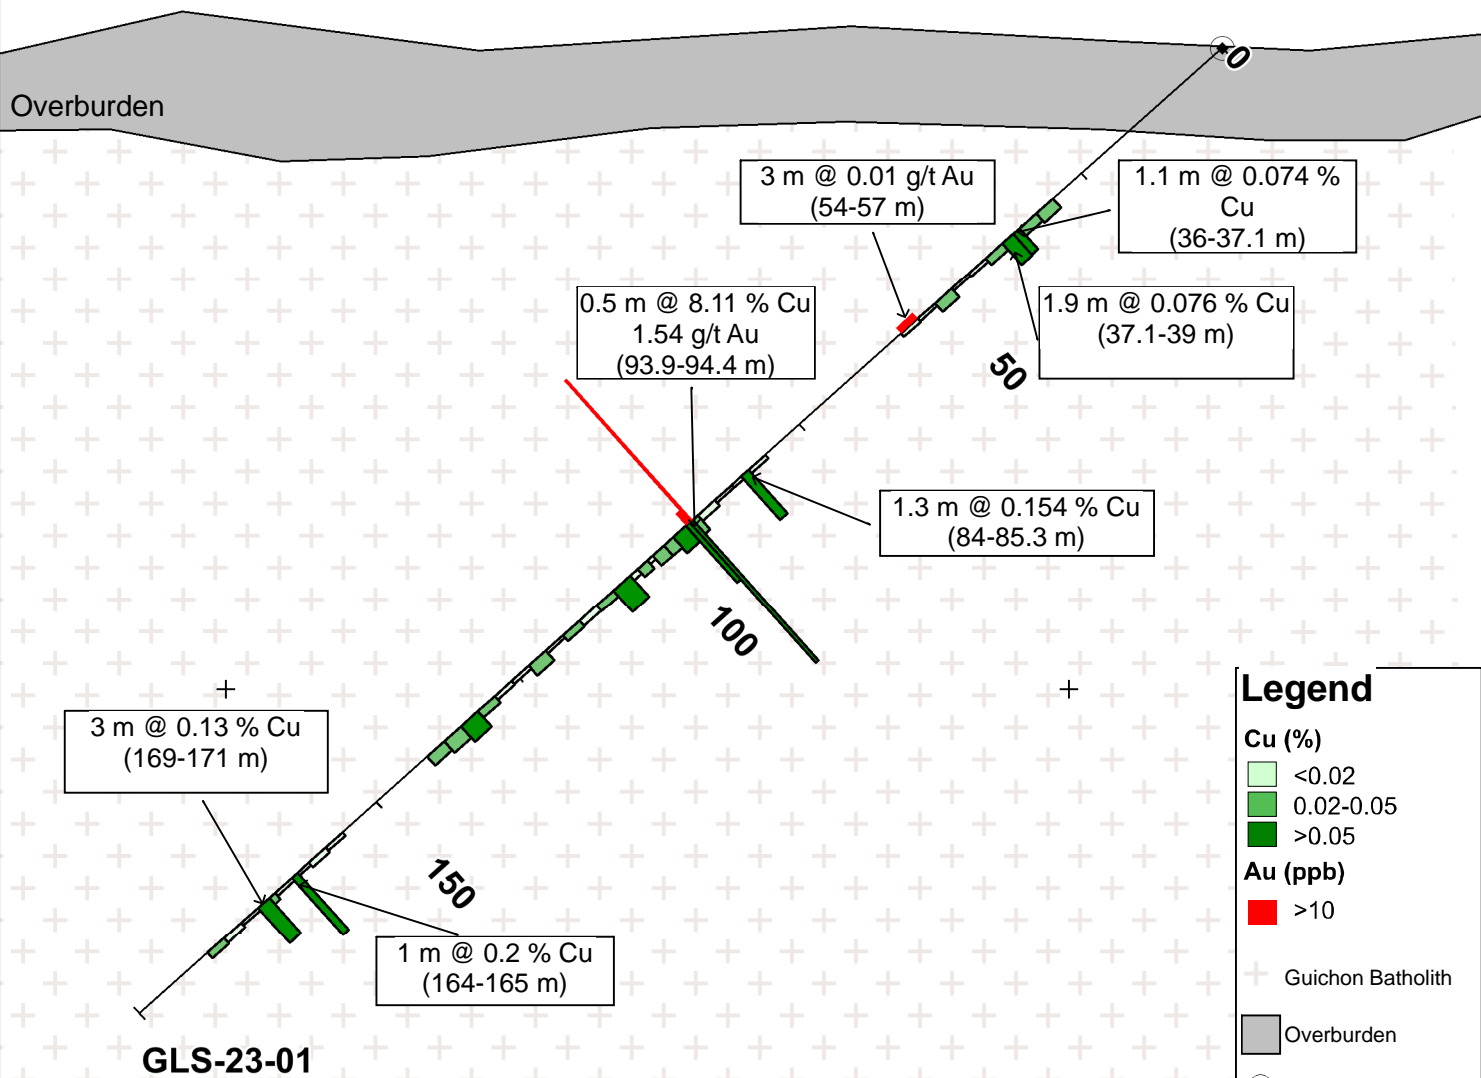 0
Overburden
3 m @ 0.01 g/t Au
(54-57 m)
1.1 m @ 0.074 %
Cu
(36-37.1 m)
0.5 m @ 8.11 % Cu
1.54 g/t Au
(93.9-94.4 m)
1.9 m @ 0.076 % Cu
(37.1-39 m)
50
1.3 m @ 0.154 % Cu
(84-85.3 m)
100
3 m @ 0.13 % Cu
(169-171 m)
150
1 m @ 0.2 % Cu
(164-165 m)
GLS-23-01
Legend
Cu (%)
<0.02
0.02-0.05
>0.05
Au (ppb)
>10
Guichon Batholith
Overburden